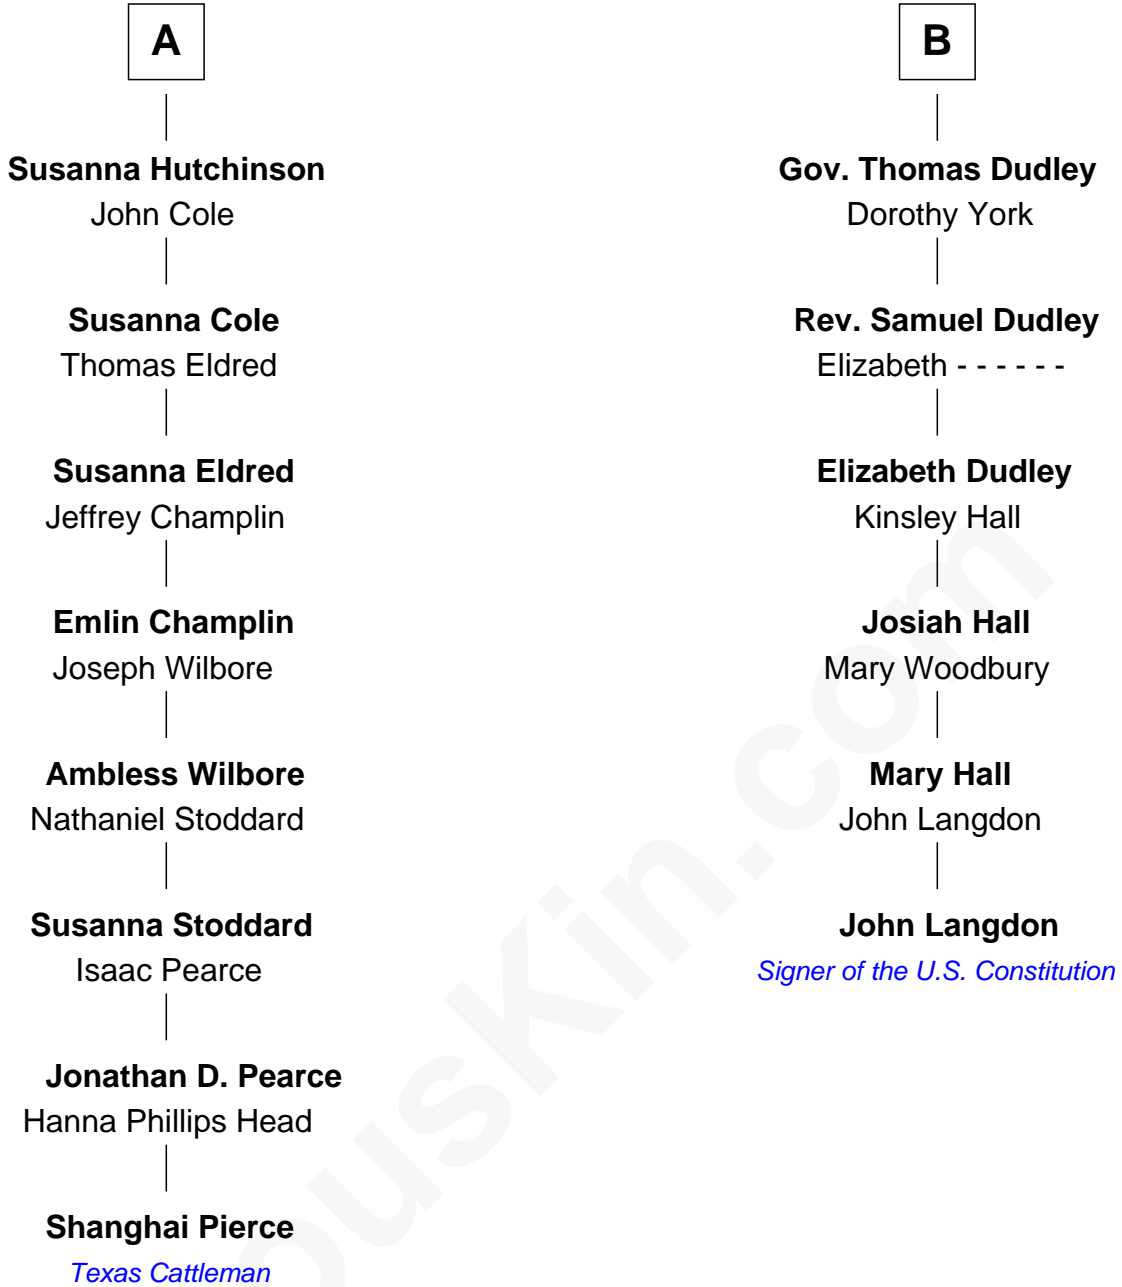 A
Susanna Hutchinson
John Cole
Susanna Cole
Thomas Eldred
Susanna Eldred
Jeffrey Champlin
Emlin Champlin
Joseph Wilbore
Ambless Wilbore
Nathaniel Stoddard
Susanna Stoddard
Isaac Pearce
Jonathan D. Pearce
Hanna Phillips Head
Shanghai Pierce
Texas Cattleman
B
Gov. Thomas Dudley
Dorothy York
Rev. Samuel Dudley
Elizabeth - - - - - -
Elizabeth Dudley
Kinsley Hall
Josiah Hall
Mary Woodbury
Mary Hall
John Langdon
John Langdon
Signer of the U.S. Constitution
ousKin.com